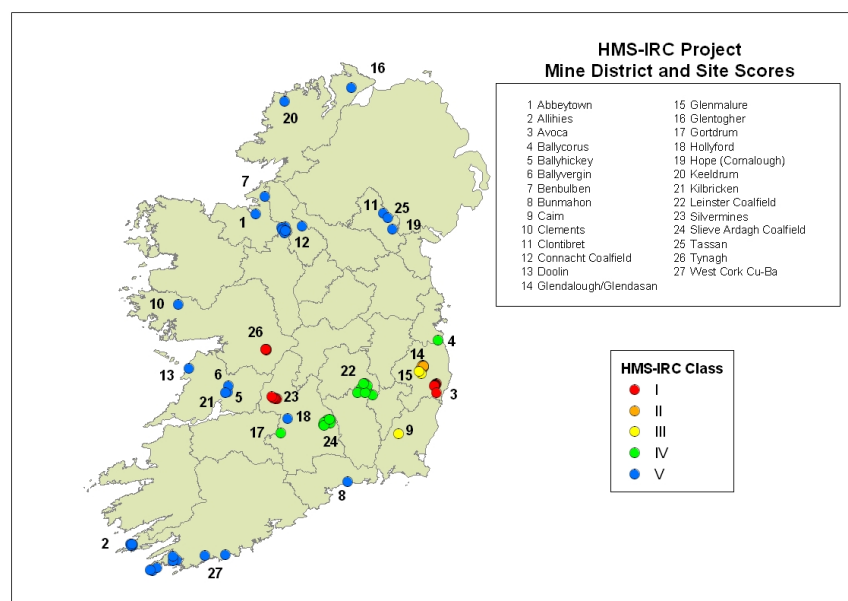 HMS-IRC Project
Mine District and Site Scores
1 Abbeytown
2 Allihies
3 Avoca
4 Ballycorus
5 Ballyhickey
6 Ballyvergin
7 Benbulben
8 Bunmahon
9 Caim
10 Clements
11 Clontibret
12 Connacht Coalfield
13 Doolin
14 Glendalough/Glendasan
15 Glenmalure
16 Glentogher
17 Gortdrum
18 Hollyford
19 Hope (Cornalough)
20 Keeldrum
21 Kilbricken
22 Leinster Coalfield
23 Silvermines
24 Slieve Ardagh Coalfield
25 Tassan
26 Tynagh
27 West Cork Cu-Ba
16
20
7
11
25
1
19
12
10
4
26
14
13
15
6
22
3
21
5
23
18
17
9
24
8
2
27
HMS-IRC Class
I
II
III
IV
V